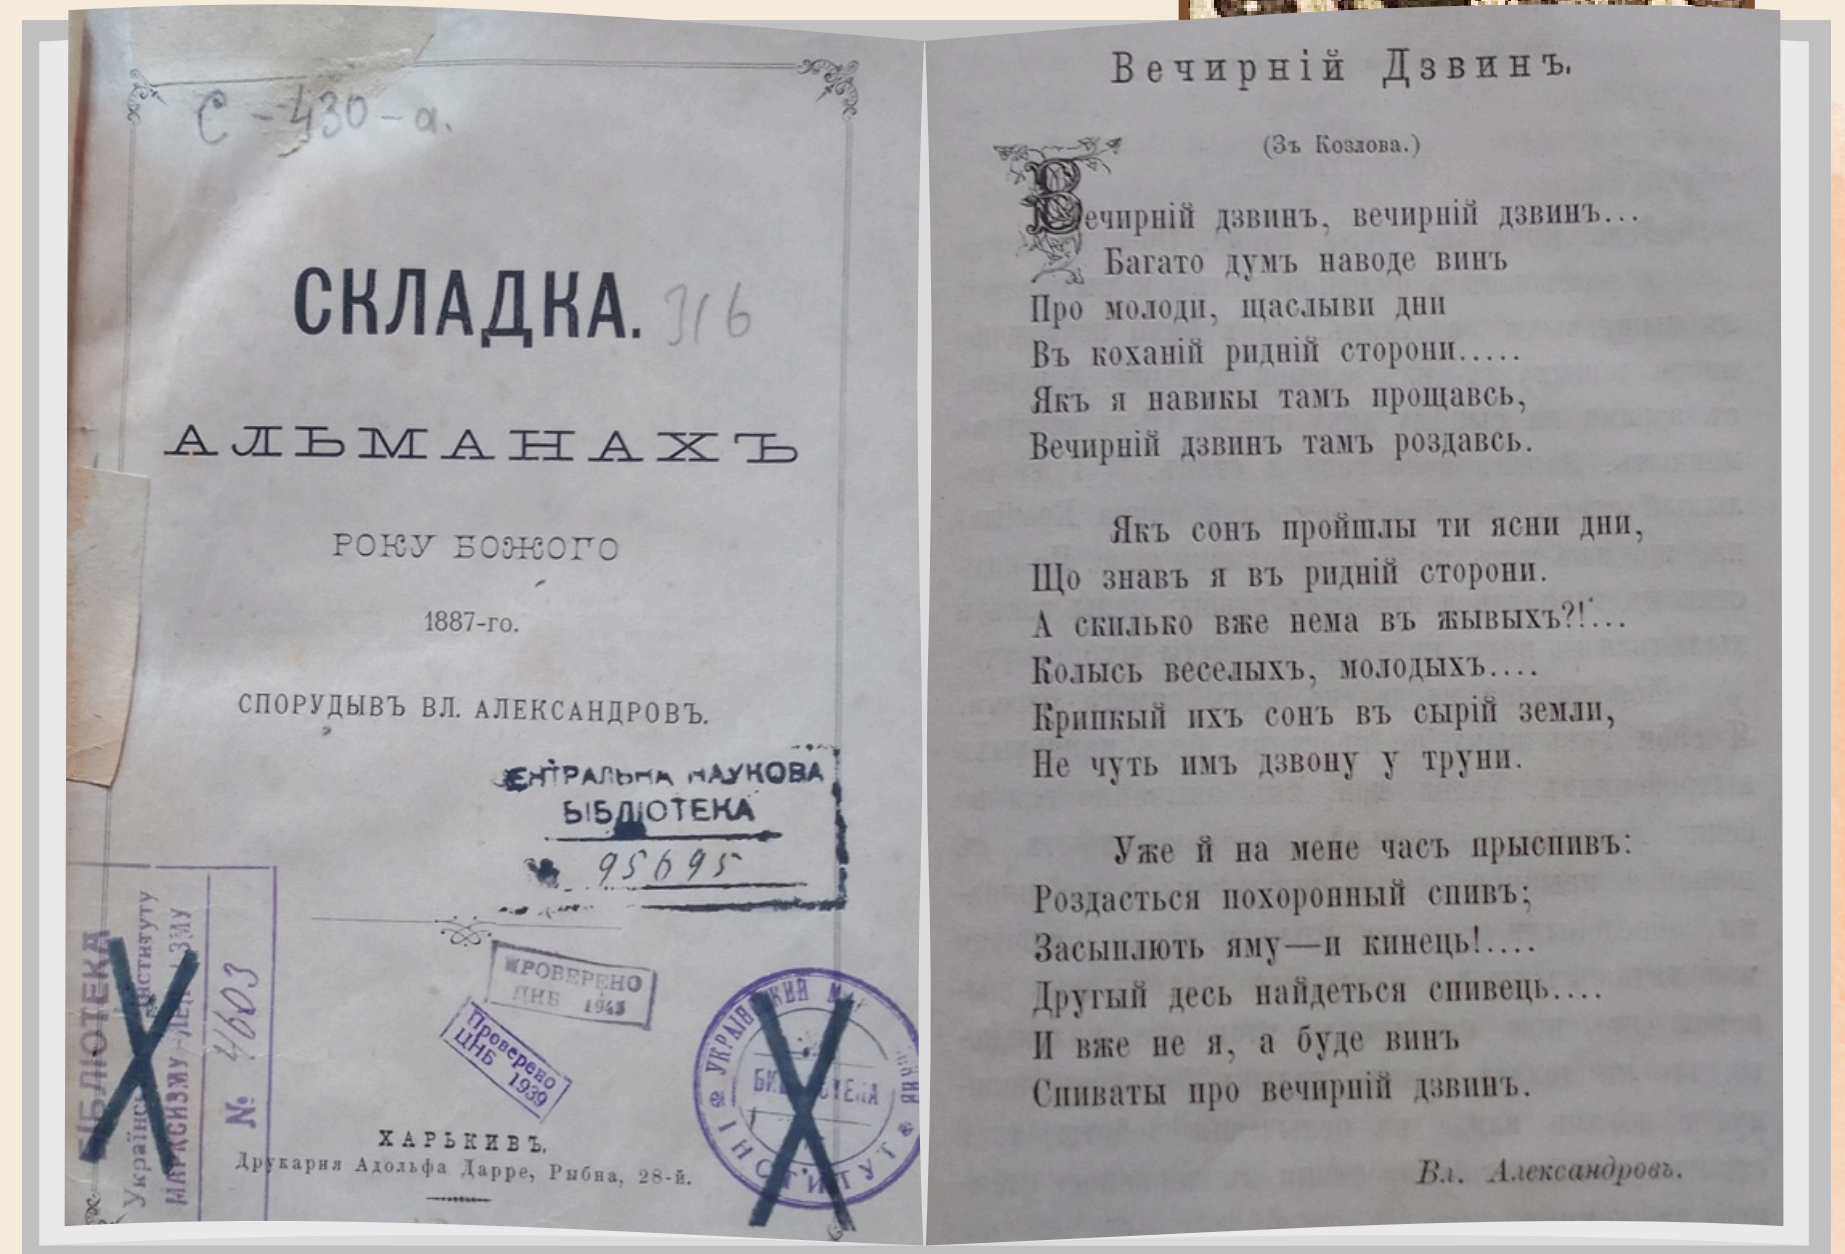 С-430-а.
СКЛАДКА. 316
АЛЬМАНАХЪ
РОКУ БОЖОГО
1887-го.
СПОРУДЫВЪ ВЛ. АЛЕКСАНДРОВЪ.
ЦЕНТРАЛЬНА НАУКОВА
БІБЛІОТЕКА
95695
ПРОВЕРЕНО
ЦНБ 1943
Проверено
ЦНБ 1939
БІБЛІОТЕКА
Інституту
МАРКСИЗМУ
№ 4603
ІНСТИТУТ
ХАРЬКИВЪ.
Друкарня Адольфа Дарре, Рыбна, 28-й.
Вечирній Дзвинъ.
(Зъ Козлова.)
Вечирній дзвинъ, вечирній дзвинъ...
Багато думъ наводе винъ
Про молоди, щаслыви дни
Въ коханій ридній сторони.....
Якъ я навикы тамъ прощавсь,
Вечирній дзвинъ тамъ роздавсь.
Якъ сонъ пройшлы ти ясни дни,
Що знавъ я въ ридній сторони.
А скилько вже нема въ жывыхъ?!...
Колысь веселыхъ, молодыхъ....
Крипкый ихъ сонъ въ сырій земли,
Не чуть имъ дзвону у труни.
Уже й на мене часъ прыспивъ:
Роздасться похоронный спивъ;
Засыплють яму—и кинець!....
Другый десь найдеться спивець....
И вже не я, а буде винъ
Спиваты про вечирній дзвинъ.
Вл. Александровъ.